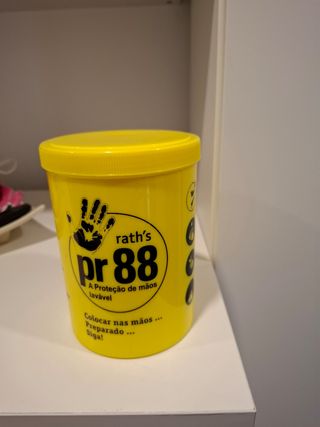 rath's
pr 88
A Proteção de mãos
lavável
Colocar nas mãos ...
Preparado ...
Siga!